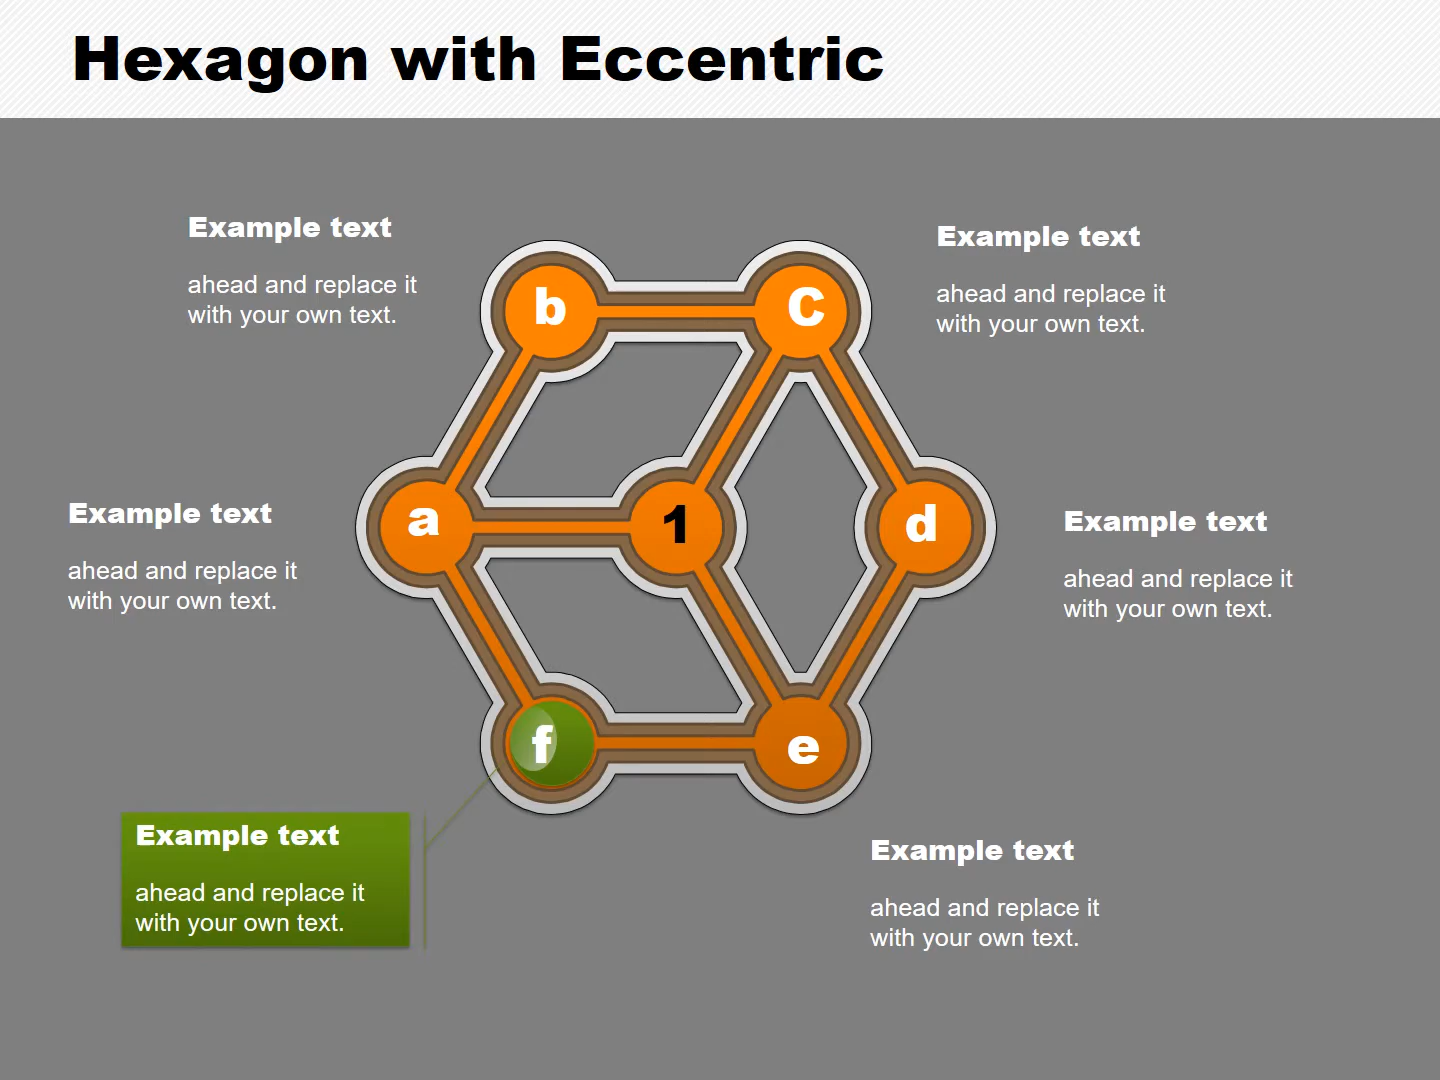 Hexagon with Eccentric
Example text
ahead and replace it
with your own text.
Example text
ahead and replace it
with your own text.
b
C
Example text
ahead and replace it
with your own text.
a
1
d
Example text
ahead and replace it
with your own text.
f
e
Example text
ahead and replace it
with your own text.
Example text
ahead and replace it
with your own text.